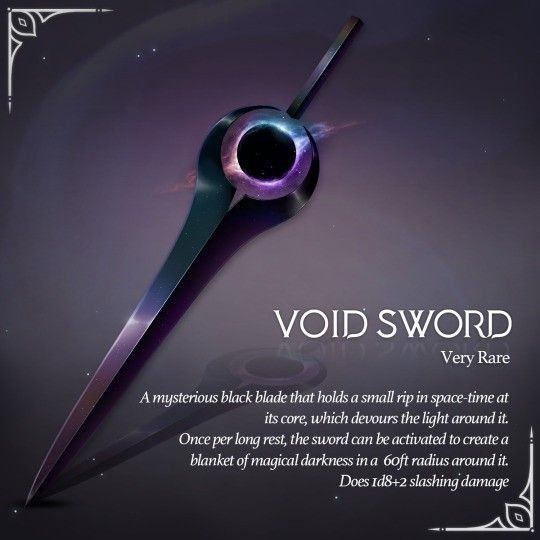 VOID SWORD
Very Rare
A mysterious black blade that holds a small rip in space-time at
its core, which devours the light around it.
Once per long rest, the sword can be activated to create a
blanket of magical darkness in a 60ft radius around it.
Does 1d8+2 slashing damage